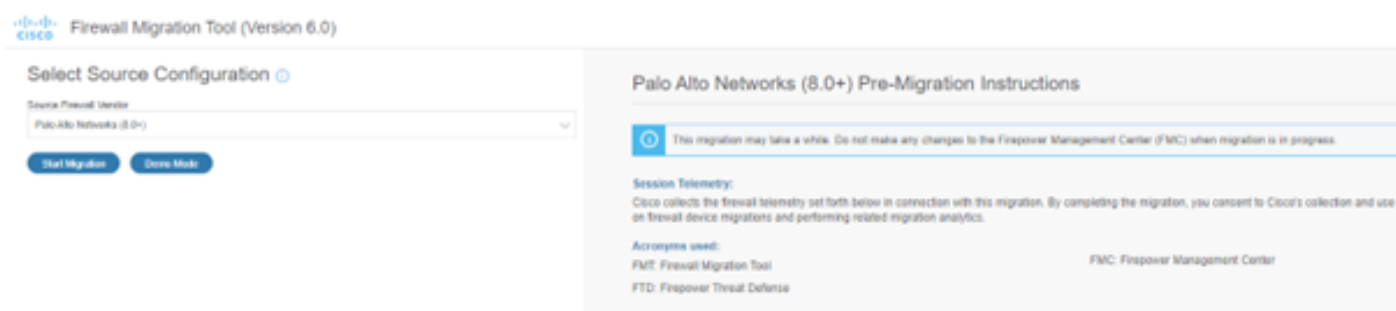 CISCO
Firewall Migration Tool (Version 6.0)
Select Source Configuration
Source Firewall Vendor
Palo Alto Networks (8.0+)
Start Migration
Demo Mode
Palo Alto Networks (8.0+) Pre-Migration Instructions
This migration may take a while. Do not make any changes to the Firepower Management Center (FMC) when migration is in progress.
Session Telemetry:
Cisco collects the firewall telemetry set forth below in connection with this migration. By completing the migration, you consent to Cisco's collection and use
on firewall device migrations and performing related migration analytics.
Acronyms used:
FMT: Firewall Migration Tool
FMC: Firepower Management Center
FTD: Firepower Threat Defense